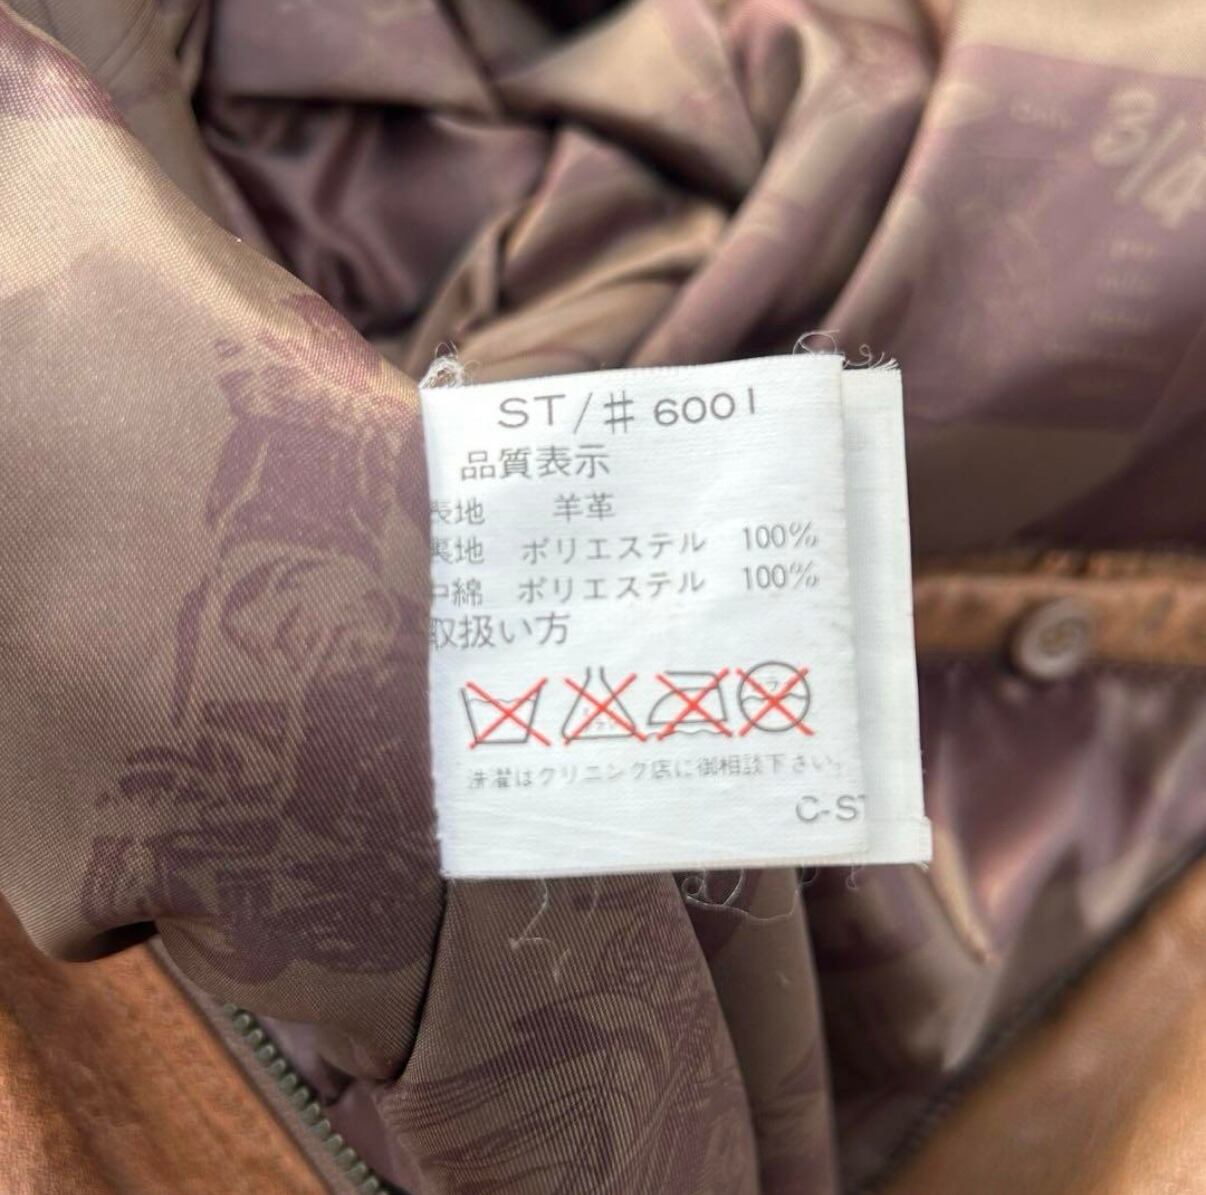 3/4
ST/# 6001
品質表示
表地 羊革
裏地 ポリエステル 100%
中綿 ポリエステル 100%
取扱い方
洗濯はクリーニング店に御相談下さい。
C-ST